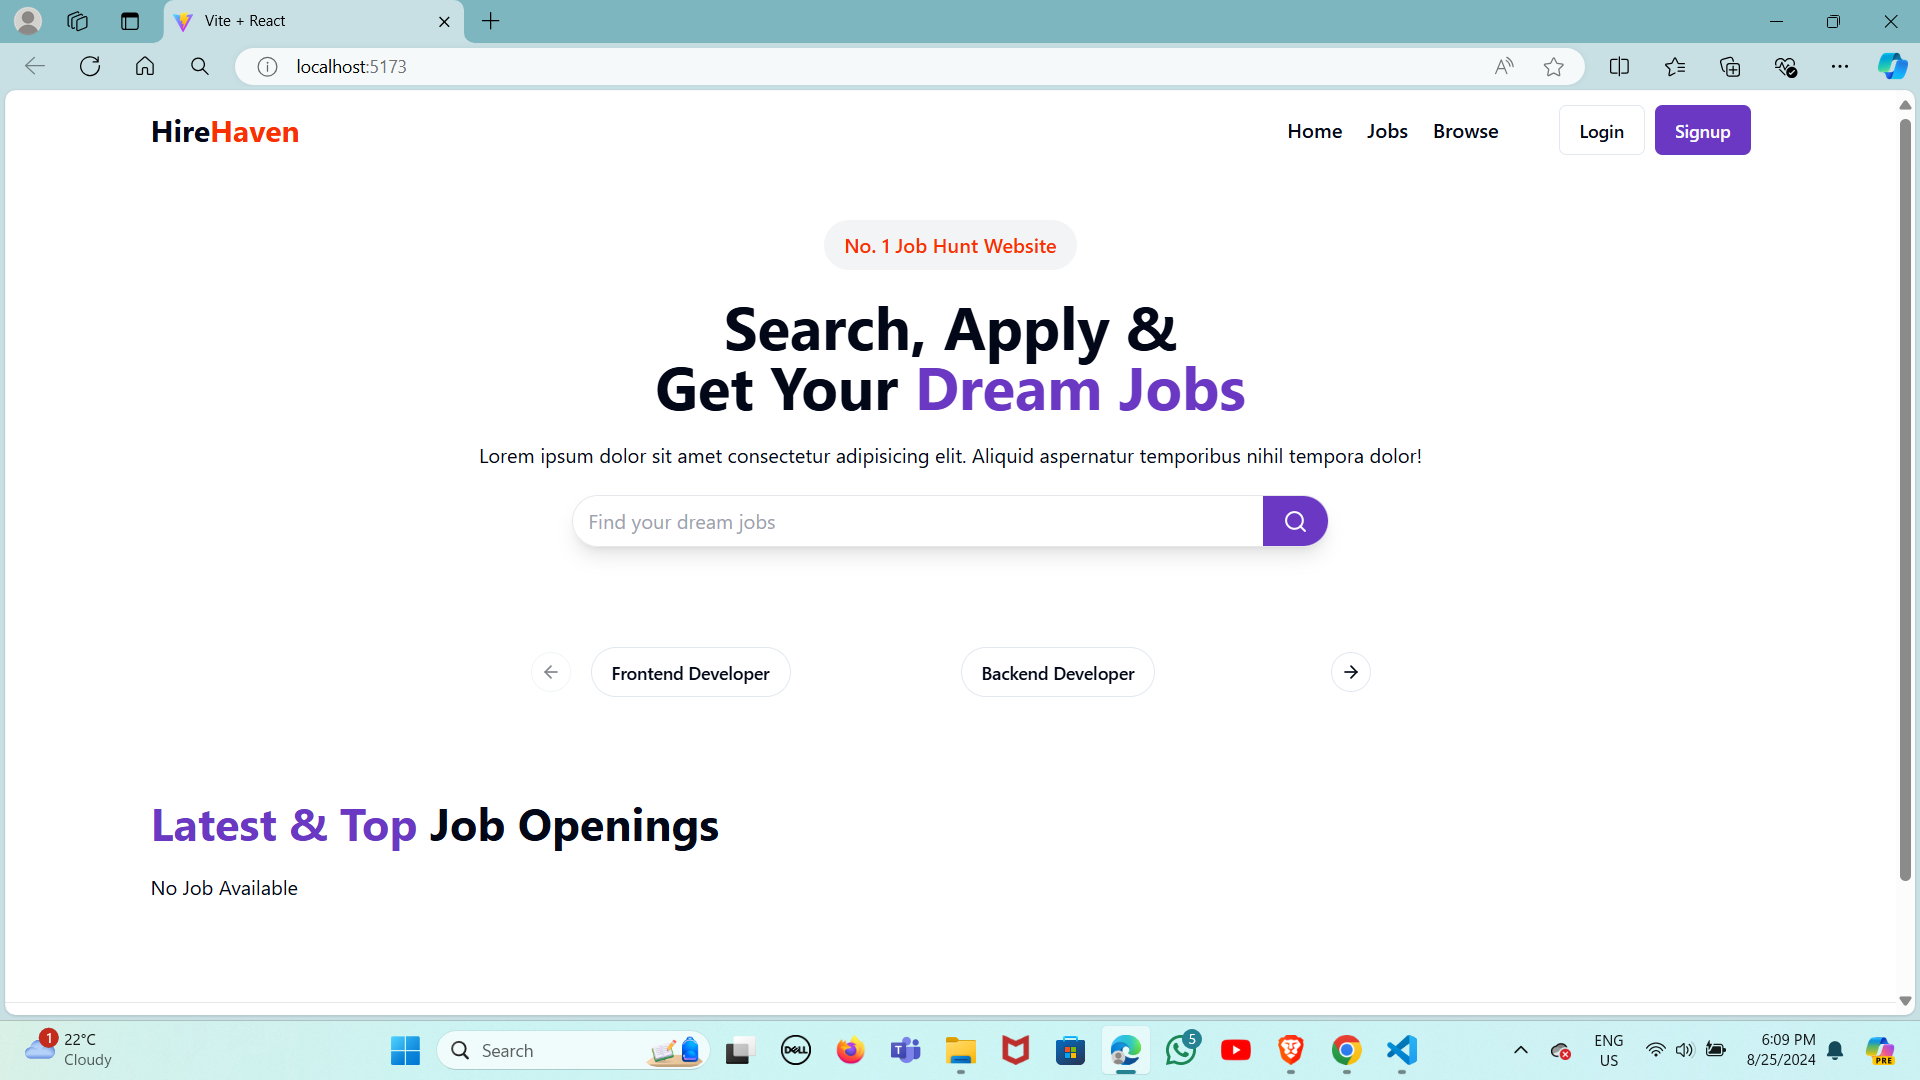 Vite + React
localhost:5173
HireHaven
Home Jobs Browse Login Signup
No. 1 Job Hunt Website
Search, Apply &
Get Your Dream Jobs
Lorem ipsum dolor sit amet consectetur adipisicing elit. Aliquid aspernatur temporibus nihil tempora dolor!
Find your dream jobs
Frontend Developer Backend Developer
Latest & Top Job Openings
No Job Available
1
22°C
Cloudy
Search
DELL
5
ENG
US
6:09 PM
8/25/2024
PRE